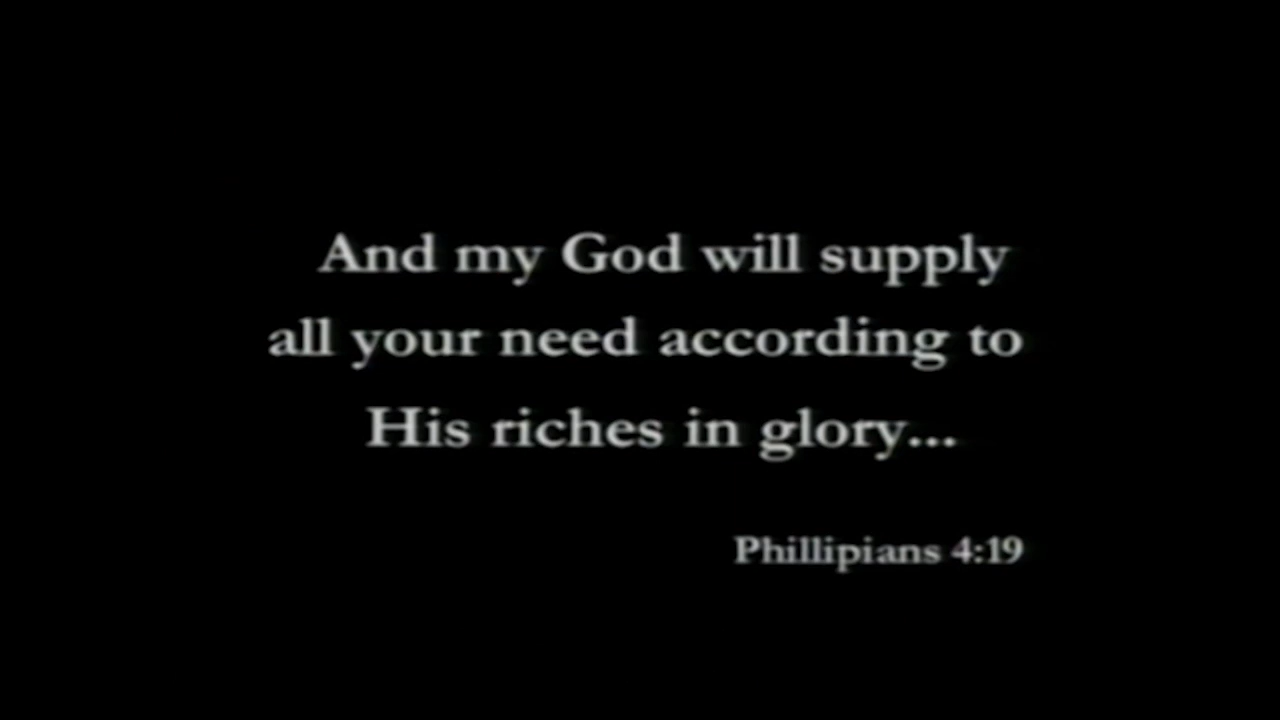 And my God will supply
all your need according to
His riches in glory...
Phillipians 4:19